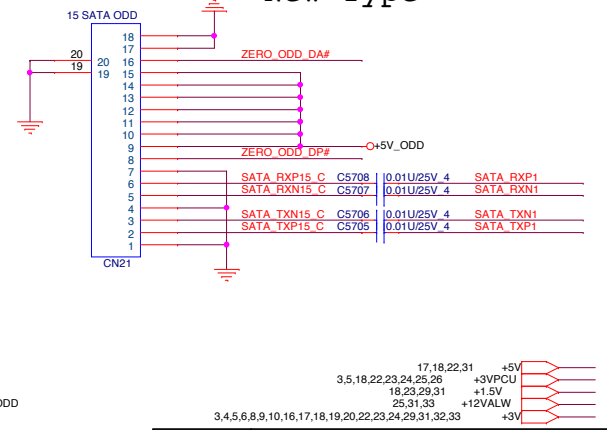 15 SATA ODD
18
17
20 20 16 ZERO_ODD_DA#
19 19 15
14
13
12
11
10
9 +5V_ODD
8 ZERO_ODD_DP#
7
6 SATA_RXP15_C C5708 0.01U/25V_4 SATA_RXP1
5 SATA_RXN15_C C5707 0.01U/25V_4 SATA_RXN1
4
3 SATA_TXN15_C C5706 0.01U/25V_4 SATA_TXN1
2 SATA_TXP15_C C5705 0.01U/25V_4 SATA_TXP1
1
CN21
17,18,22,31 +5V
3,5,18,22,23,24,25,26 +3VPCU
18,23,29,31 +1.5V
25,31,33 +12VALW
3,4,5,6,8,9,10,16,17,18,19,20,22,23,24,29,31,32,33 +3V